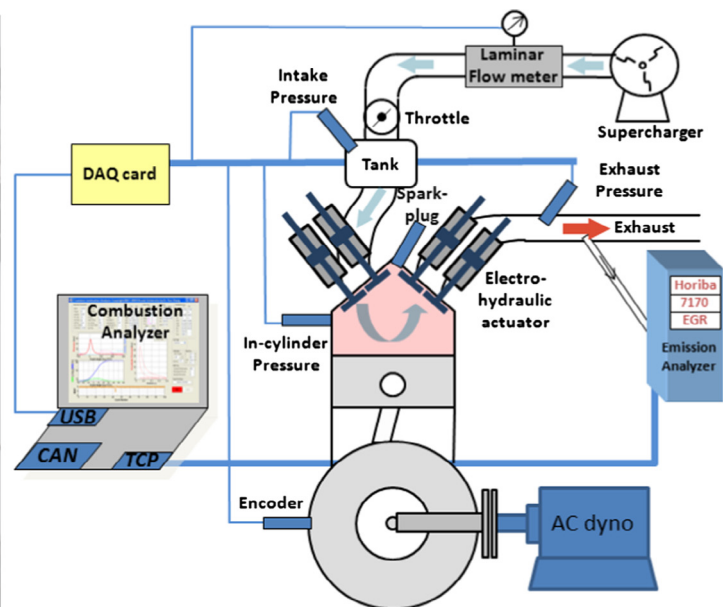 Laminar
Flow meter
Intake
Pressure
Throttle
Supercharger
DAQ card
Tank
Exhaust
Pressure
Spark-
plug
Exhaust
Electro-
hydraulic
actuator
Horiba
7170
EGR
Emission
Analyzer
Combustion
Analyzer
In-cylinder
Pressure
USB
CAN
TCP
Encoder
AC dyno